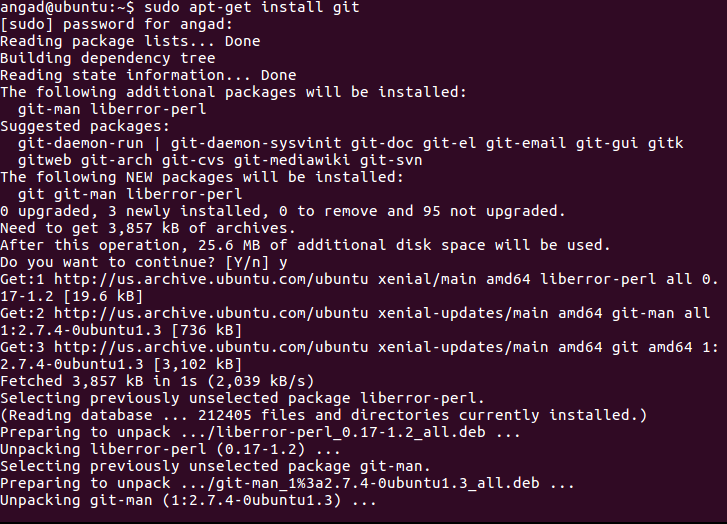 angad@ubuntu:~$ sudo apt-get install git
[sudo] password for angad:
Reading package lists... Done
Building dependency tree
Reading state information... Done
The following additional packages will be installed:
  git-man liberror-perl
Suggested packages:
  git-daemon-run | git-daemon-sysvinit git-doc git-el git-email git-gui gitk
  gitweb git-arch git-cvs git-mediawiki git-svn
The following NEW packages will be installed:
  git git-man liberror-perl
0 upgraded, 3 newly installed, 0 to remove and 95 not upgraded.
Need to get 3,857 kB of archives.
After this operation, 25.6 MB of additional disk space will be used.
Do you want to continue? [Y/n] y
Get:1 http://us.archive.ubuntu.com/ubuntu xenial/main amd64 liberror-perl all 0.
17-1.2 [19.6 kB]
Get:2 http://us.archive.ubuntu.com/ubuntu xenial-updates/main amd64 git-man all
1:2.7.4-0ubuntu1.3 [736 kB]
Get:3 http://us.archive.ubuntu.com/ubuntu xenial-updates/main amd64 git amd64 1:
2.7.4-0ubuntu1.3 [3,102 kB]
Fetched 3,857 kB in 1s (2,039 kB/s)
Selecting previously unselected package liberror-perl.
(Reading database ... 212405 files and directories currently installed.)
Preparing to unpack .../liberror-perl_0.17-1.2_all.deb ...
Unpacking liberror-perl (0.17-1.2) ...
Selecting previously unselected package git-man.
Preparing to unpack .../git-man_1%3a2.7.4-0ubuntu1.3_all.deb ...
Unpacking git-man (1:2.7.4-0ubuntu1.3) ...